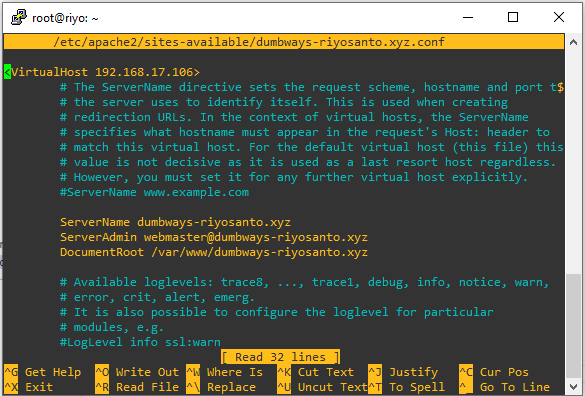 root@riyo: ~
/etc/apache2/sites-available/dumbways-riyosanto.xyz.conf
<VirtualHost 192.168.17.106>
# The ServerName directive sets the request scheme, hostname and port t$
# the server uses to identify itself. This is used when creating
# redirection URLs. In the context of virtual hosts, the ServerName
# specifies what hostname must appear in the request's Host: header to
# match this virtual host. For the default virtual host (this file) this
# value is not decisive as it is used as a last resort host regardless.
# However, you must set it for any further virtual host explicitly.
#ServerName www.example.com
ServerName dumbways-riyosanto.xyz
ServerAdmin webmaster@dumbways-riyosanto.xyz
DocumentRoot /var/www/dumbways-riyosanto.xyz
# Available loglevels: trace8, ..., trace1, debug, info, notice, warn,
# error, crit, alert, emerg.
# It is also possible to configure the loglevel for particular
# modules, e.g.
#LogLevel info ssl:warn
[ Read 32 lines ]
^G Get Help ^O Write Out ^W Where Is ^K Cut Text ^J Justify ^C Cur Pos
^X Exit ^R Read File ^\ Replace ^U Uncut Text ^T To Spell ^_ Go To Line